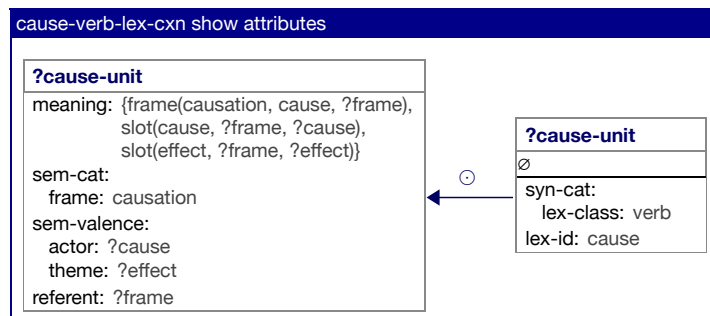 cause-verb-lex-cxn show attributes
?cause-unit
meaning: {frame(causation, cause, ?frame),
slot(cause, ?frame, ?cause),
slot(effect, ?frame, ?effect)}
sem-cat:
frame: causation
sem-valence:
actor: ?cause
theme: ?effect
referent: ?frame
⊙
?cause-unit
∅
syn-cat:
lex-class: verb
lex-id: cause